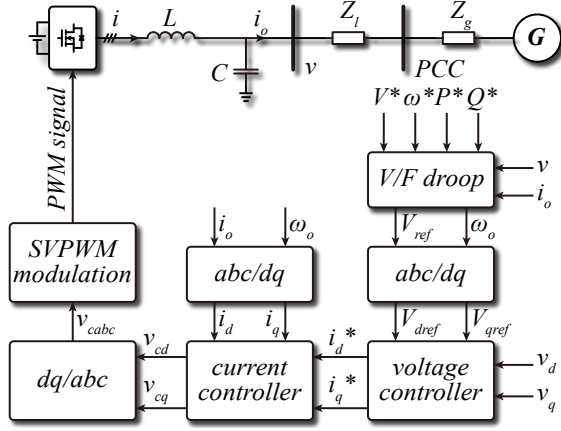 i L i_o Z_l Z_g
G
C v PCC
V* ω* P* Q*
PWM signal
V/F droop v
i_o
i_o ω_o V_ref ω_o
SVPWM modulation
abc/dq abc/dq
v_cabc
i_d i_q V_dref V_qref
v_cd i_d*
dq/abc
current controller
voltage controller
v_d
v_cq i_q* v_q